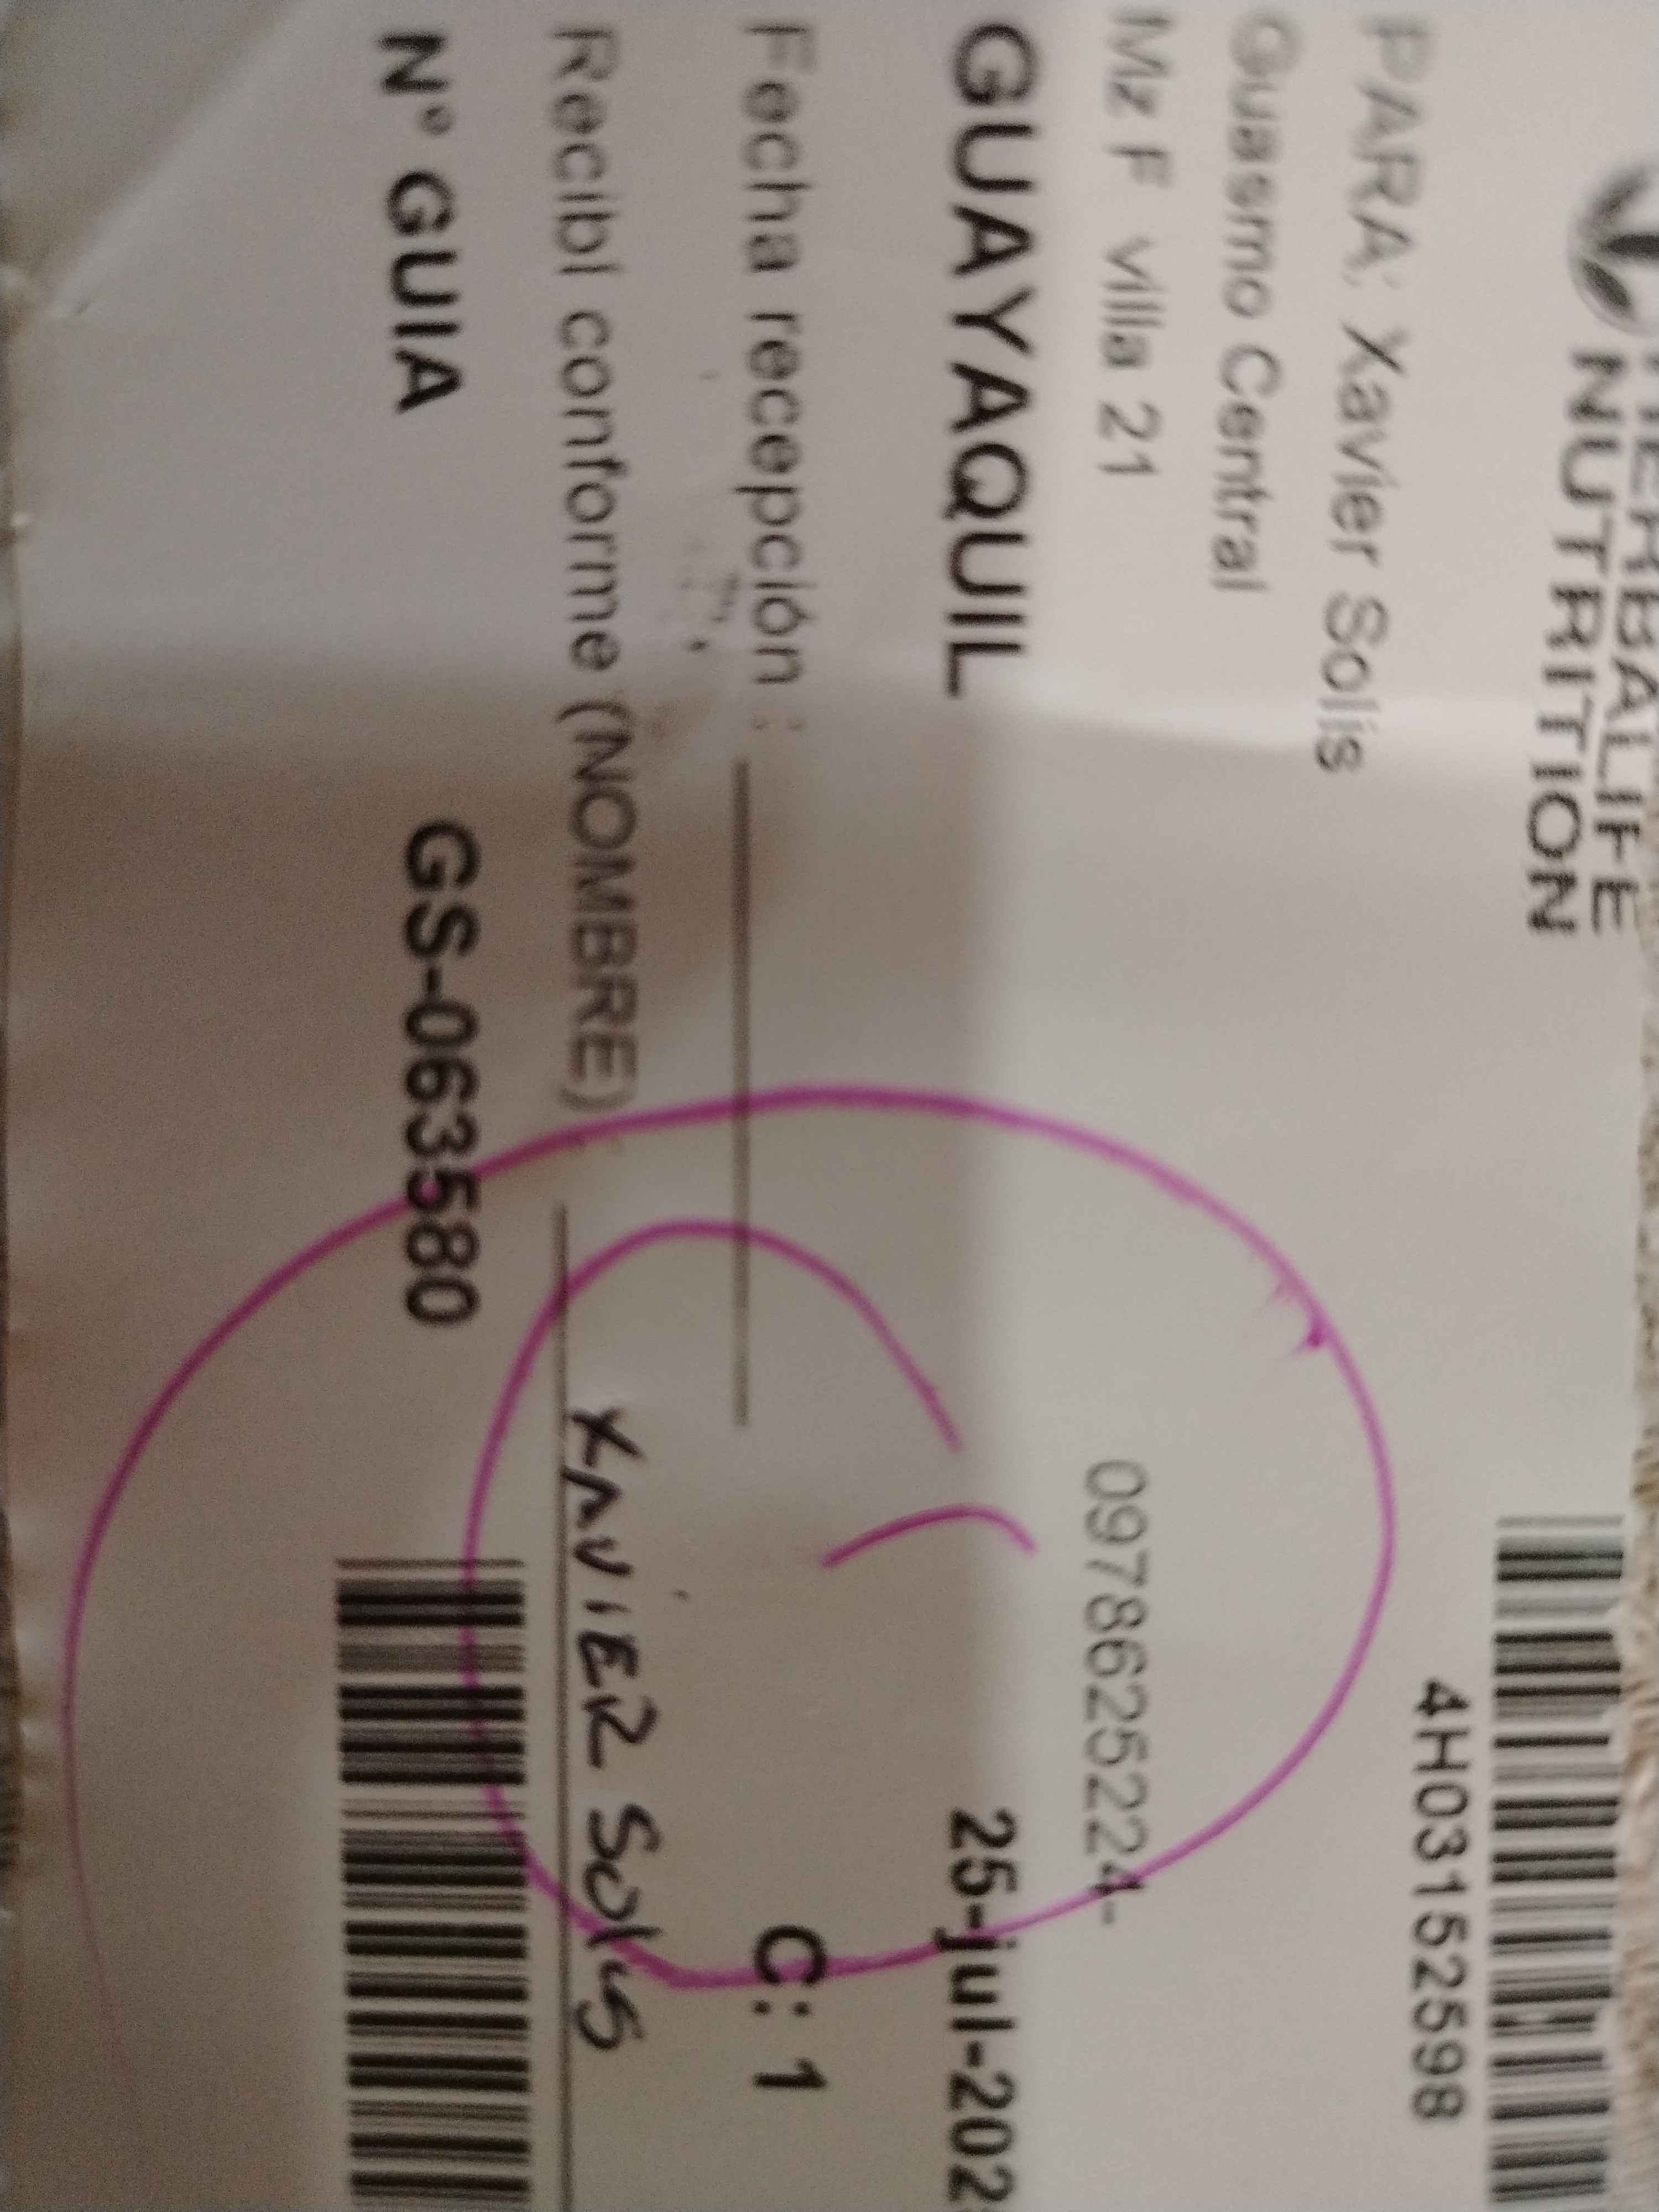 HERBALIFE
NUTRITION
4H03152598
PARA: Xavier Solis
Guasmo Central
Mz F villa 21 0978625224-
GUAYAQUIL 25-jul-202
Fecha recepción : C: 1
Recibí conforme (NOMBRE) XAVIER Solis
N° GUIA GS-063580